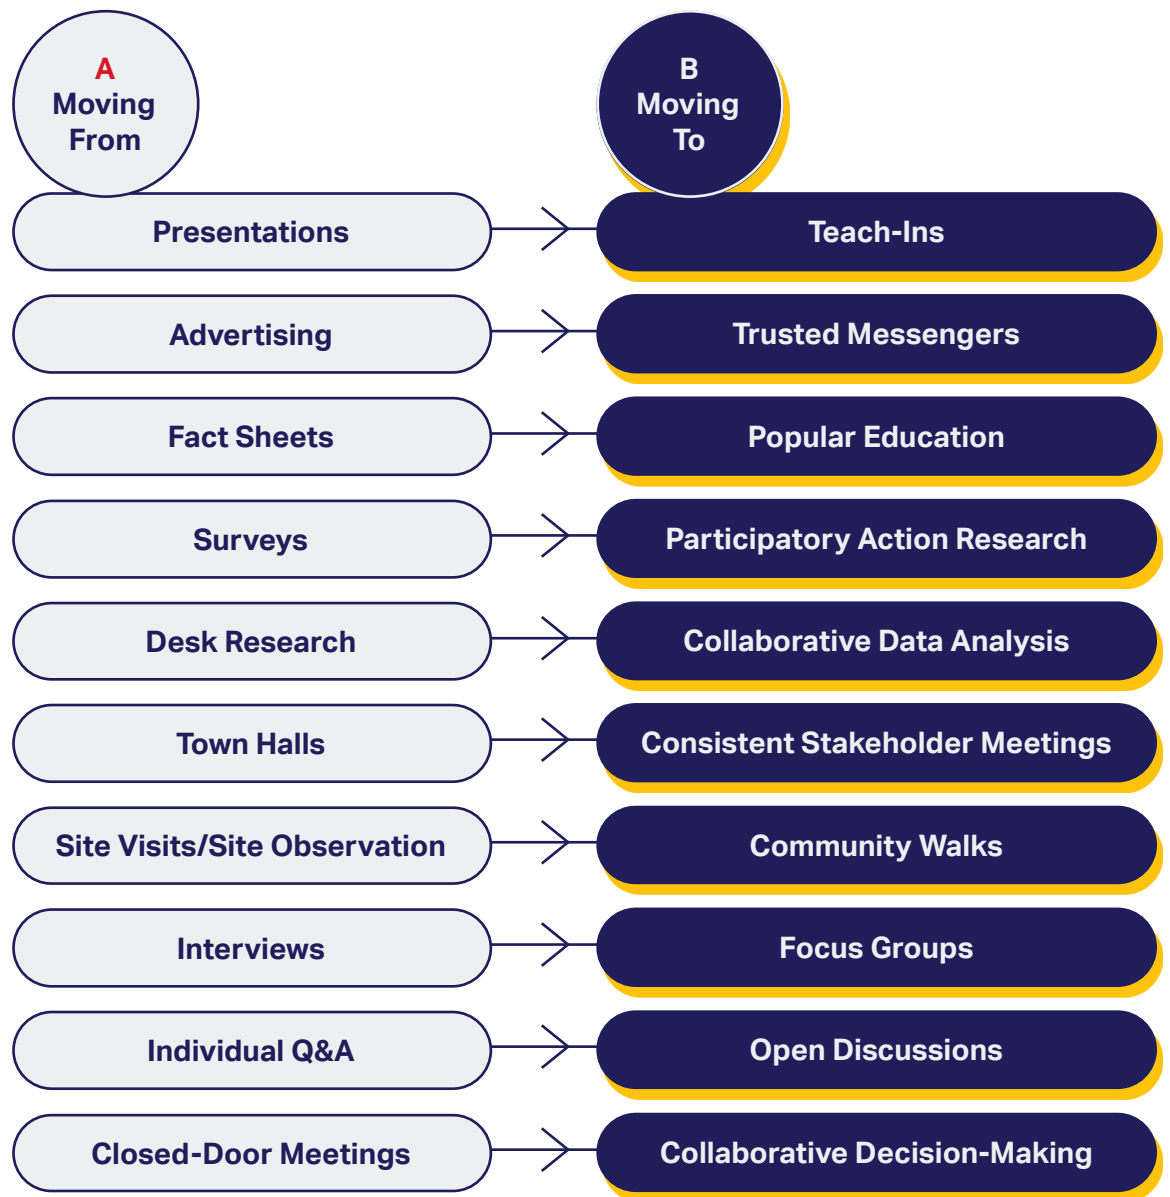 A
Moving
From
B
Moving
To
Presentations
Teach-Ins
Advertising
Trusted Messengers
Fact Sheets
Popular Education
Surveys
Participatory Action Research
Desk Research
Collaborative Data Analysis
Town Halls
Consistent Stakeholder Meetings
Site Visits/Site Observation
Community Walks
Interviews
Focus Groups
Individual Q&A
Open Discussions
Closed-Door Meetings
Collaborative Decision-Making